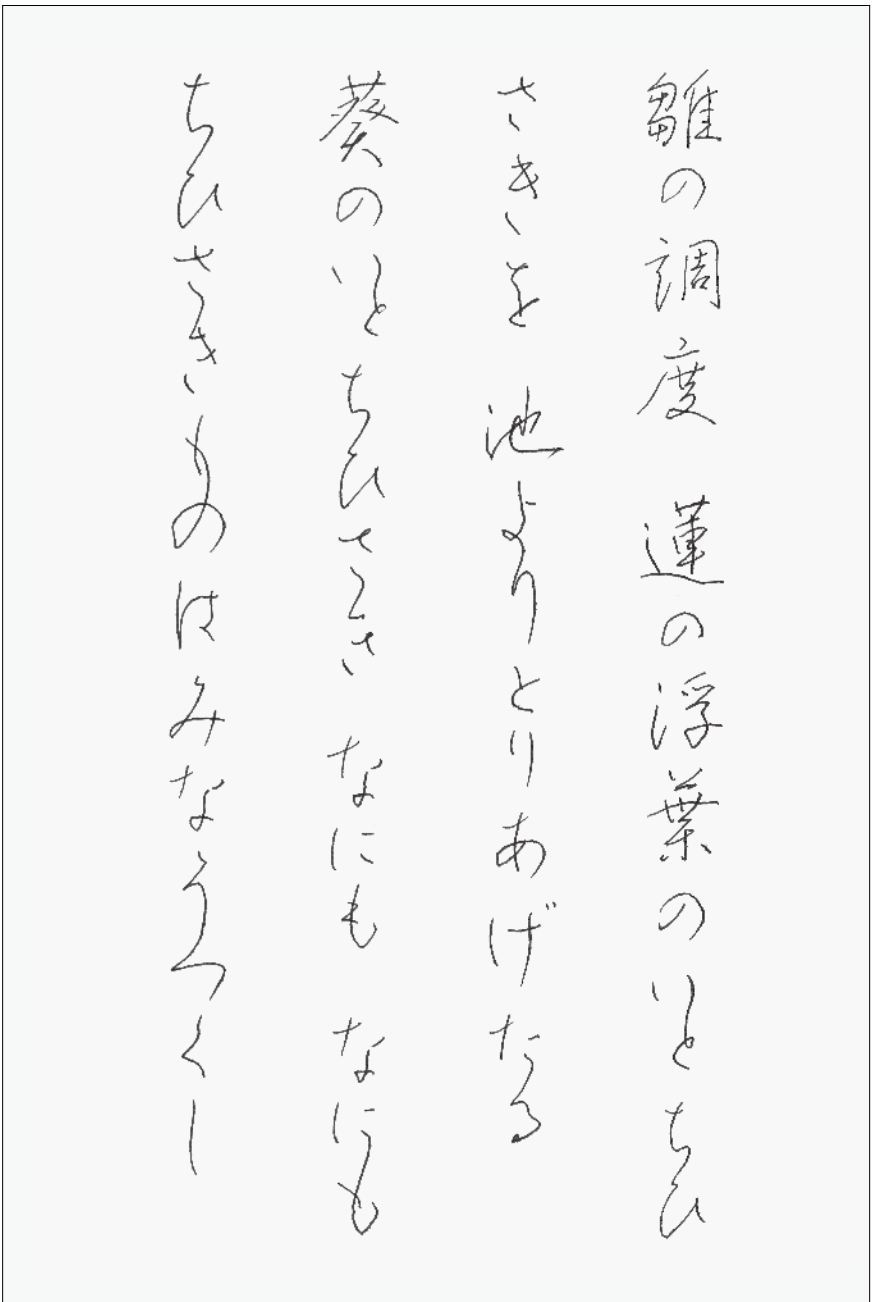 雛の調度 蓮の浮葉のいとちひ
さきを 池よりとりあげたる
葵のいとちひさき なにも なにも
ちひさきものはみなうつくし